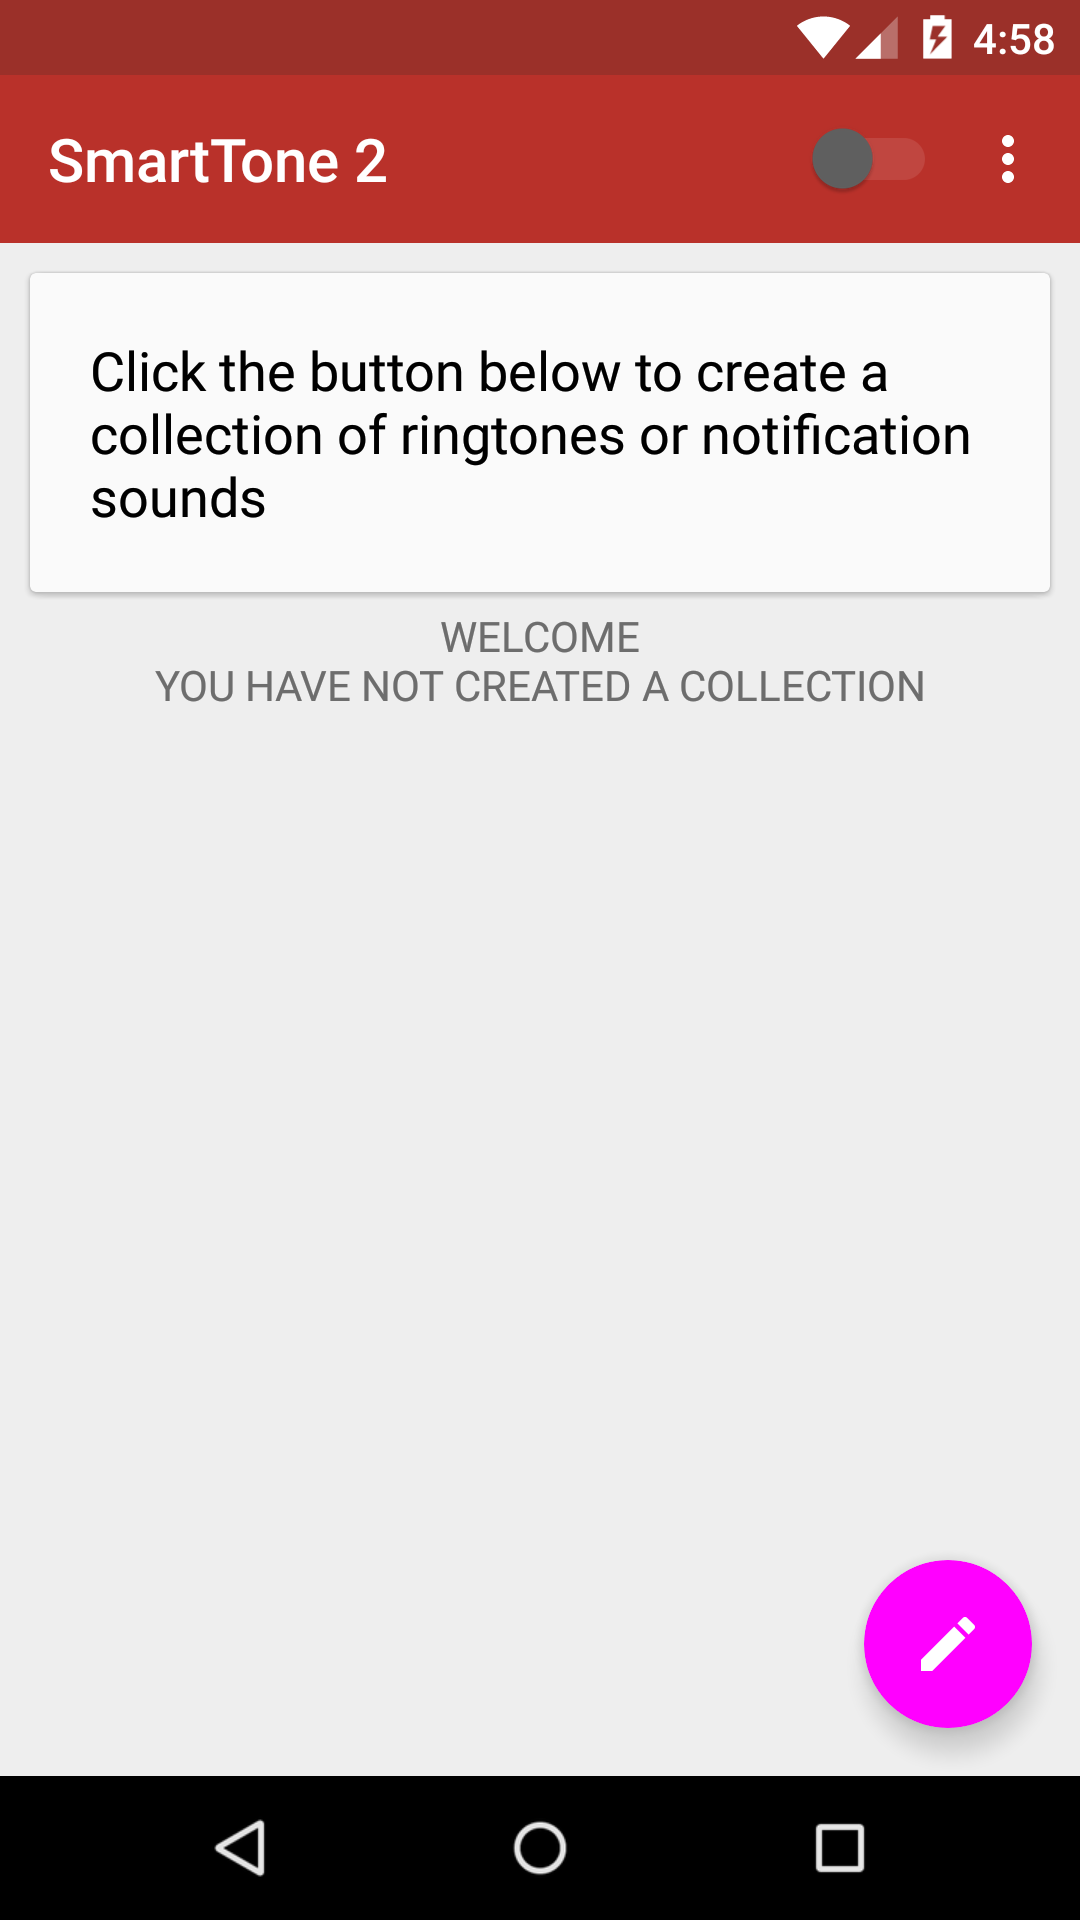 4:58
SmartTone 2
Click the button below to create a
collection of ringtones or notification
sounds
WELCOME
YOU HAVE NOT CREATED A COLLECTION